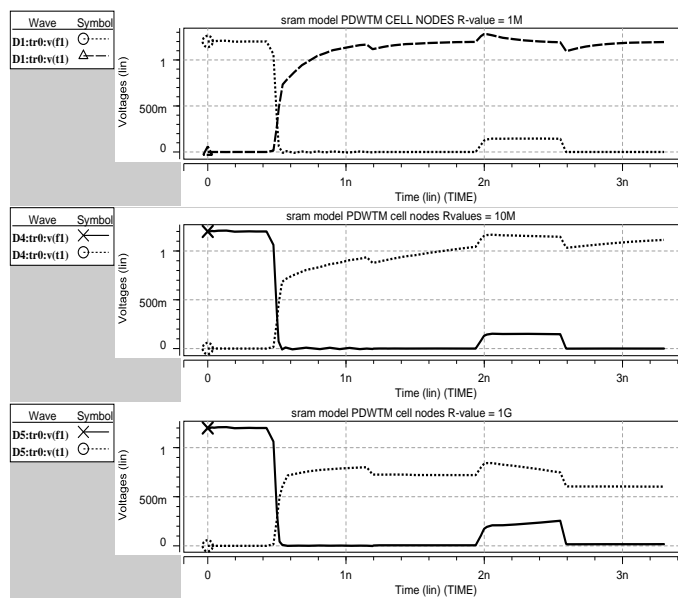 sram model PDWTM CELL NODES R-value = 1M
Wave Symbol
D1:tr0:v(f1)
D1:tr0:v(t1)
Voltages (lin)
1
500m
0
0 1n 2n 3n
Time (lin) (TIME)
sram model PDWTM cell nodes Rvalues = 10M
Wave Symbol
D4:tr0:v(f1)
D4:tr0:v(t1)
Voltages (lin)
1
500m
0
0 1n 2n 3n
Time (lin) (TIME)
sram model PDWTM cell nodes R-value = 1G
Wave Symbol
D5:tr0:v(f1)
D5:tr0:v(t1)
Voltages (lin)
1
500m
0
0 1n 2n 3n
Time (lin) (TIME)